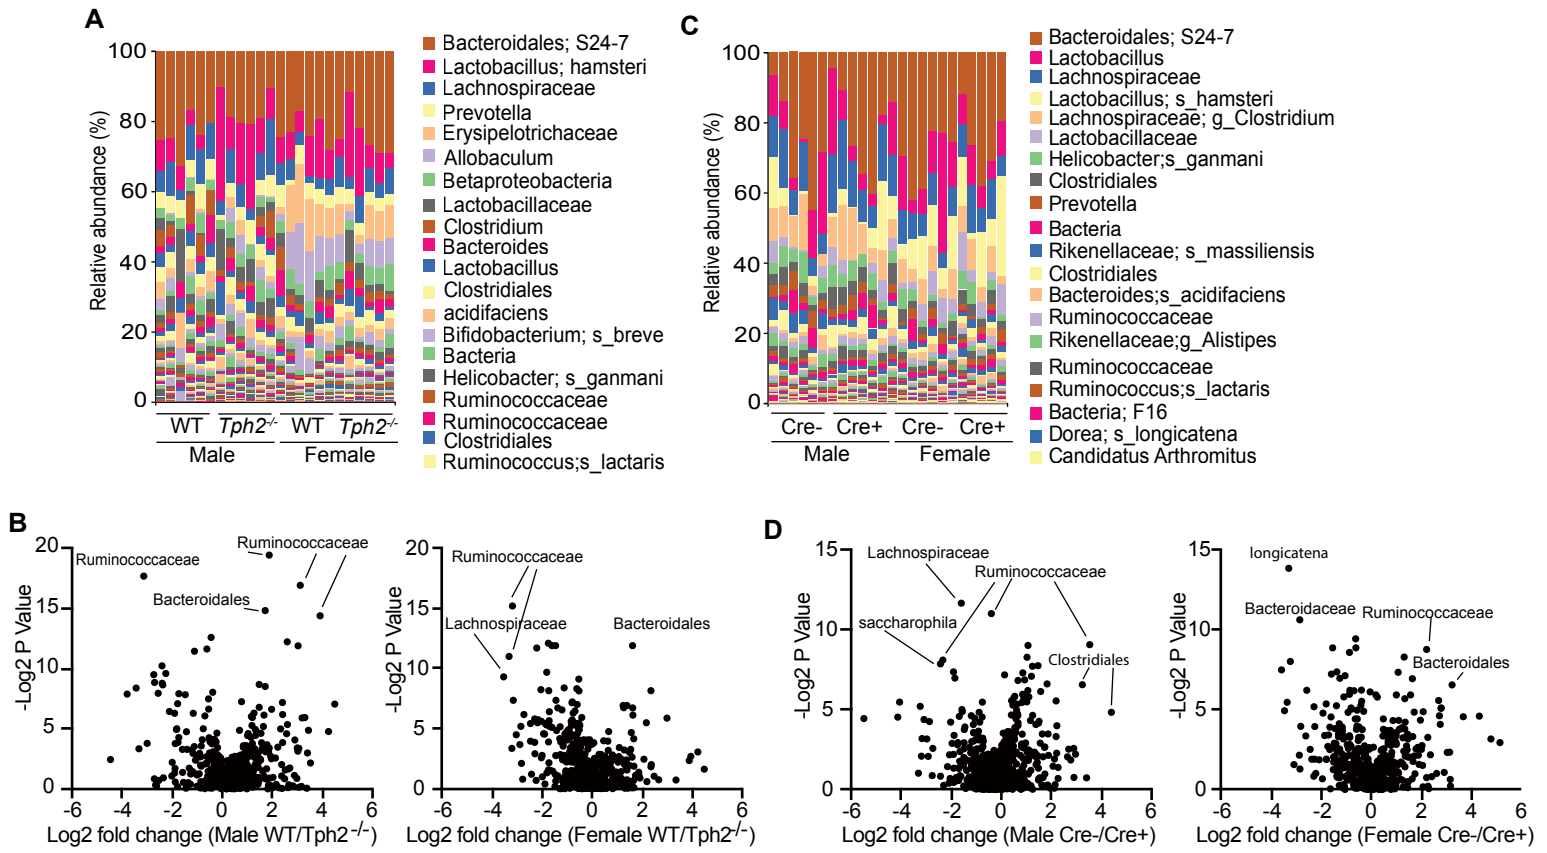 A
Relative abundance (%)
100
80
60
40
20
0
WT
Tph2-/-
WT
Tph2-/-
Male
Female
Bacteroidales; S24-7
Lactobacillus; hamsteri
Lachnospiraceae
Prevotella
Erysipelotrichaceae
Allobaculum
Betaproteobacteria
Lactobacillaceae
Clostridium
Bacteroides
Lactobacillus
Clostridiales
acidifaciens
Bifidobacterium; s_breve
Bacteria
Helicobacter; s_ganmani
Ruminococcaceae
Ruminococcaceae
Clostridiales
Ruminococcus;s_lactaris
C
Relative abundance (%)
100
80
60
40
20
0
Cre-
Cre+
Cre-
Cre+
Male
Female
Bacteroidales; S24-7
Lactobacillus
Lachnospiraceae
Lactobacillus; s_hamsteri
Lachnospiraceae; g_Clostridium
Lactobacillaceae
Helicobacter;s_ganmani
Clostridiales
Prevotella
Bacteria
Rikenellaceae; s_massiliensis
Clostridiales
Bacteroides;s_acidifaciens
Ruminococcaceae
Rikenellaceae;g_Alistipes
Ruminococcaceae
Ruminococcus;s_lactaris
Bacteria; F16
Dorea; s_longicatena
Candidatus Arthromitus
B
-Log2 P Value
20
15
10
5
0
Ruminococcaceae
Ruminococcaceae
Bacteroidales
-6 -4 -2 0 2 4 6
Log2 fold change (Male WT/Tph2-/-)
-Log2 P Value
20
15
10
5
0
Ruminococcaceae
Lachnospiraceae
Bacteroidales
-6 -4 -2 0 2 4 6
Log2 fold change (Female WT/Tph2-/-)
D
-Log2 P Value
15
10
5
0
Lachnospiraceae
Ruminococcaceae
saccharophila
Clostridiales
-6 -4 -2 0 2 4 6
Log2 fold change (Male Cre-/Cre+)
-Log2 P Value
15
10
5
0
longicatena
Bacteroidaceae
Ruminococcaceae
Bacteroidales
-6 -4 -2 0 2 4 6
Log2 fold change (Female Cre-/Cre+)